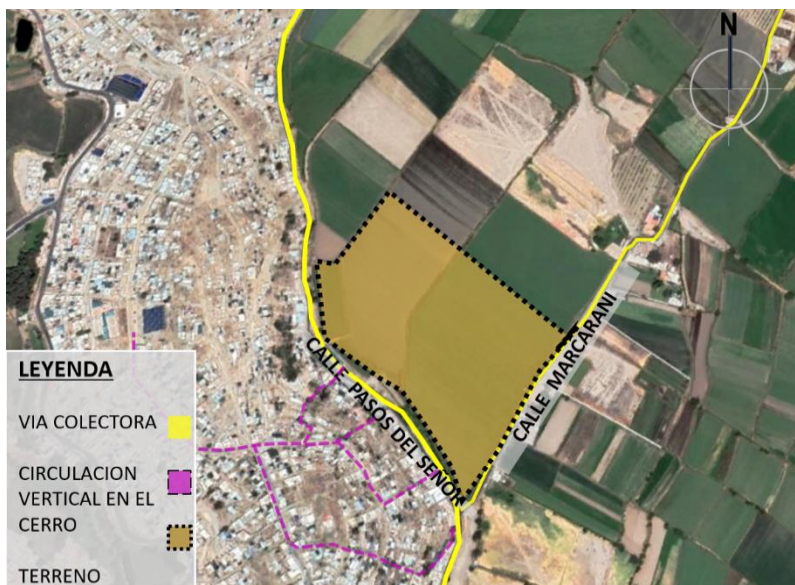 N
CALLE PASOS DEL SEÑOR
CALLE MARCARANI
LEYENDA
VIA COLECTORA
CIRCULACION
VERTICAL EN EL
CERRO
TERRENO